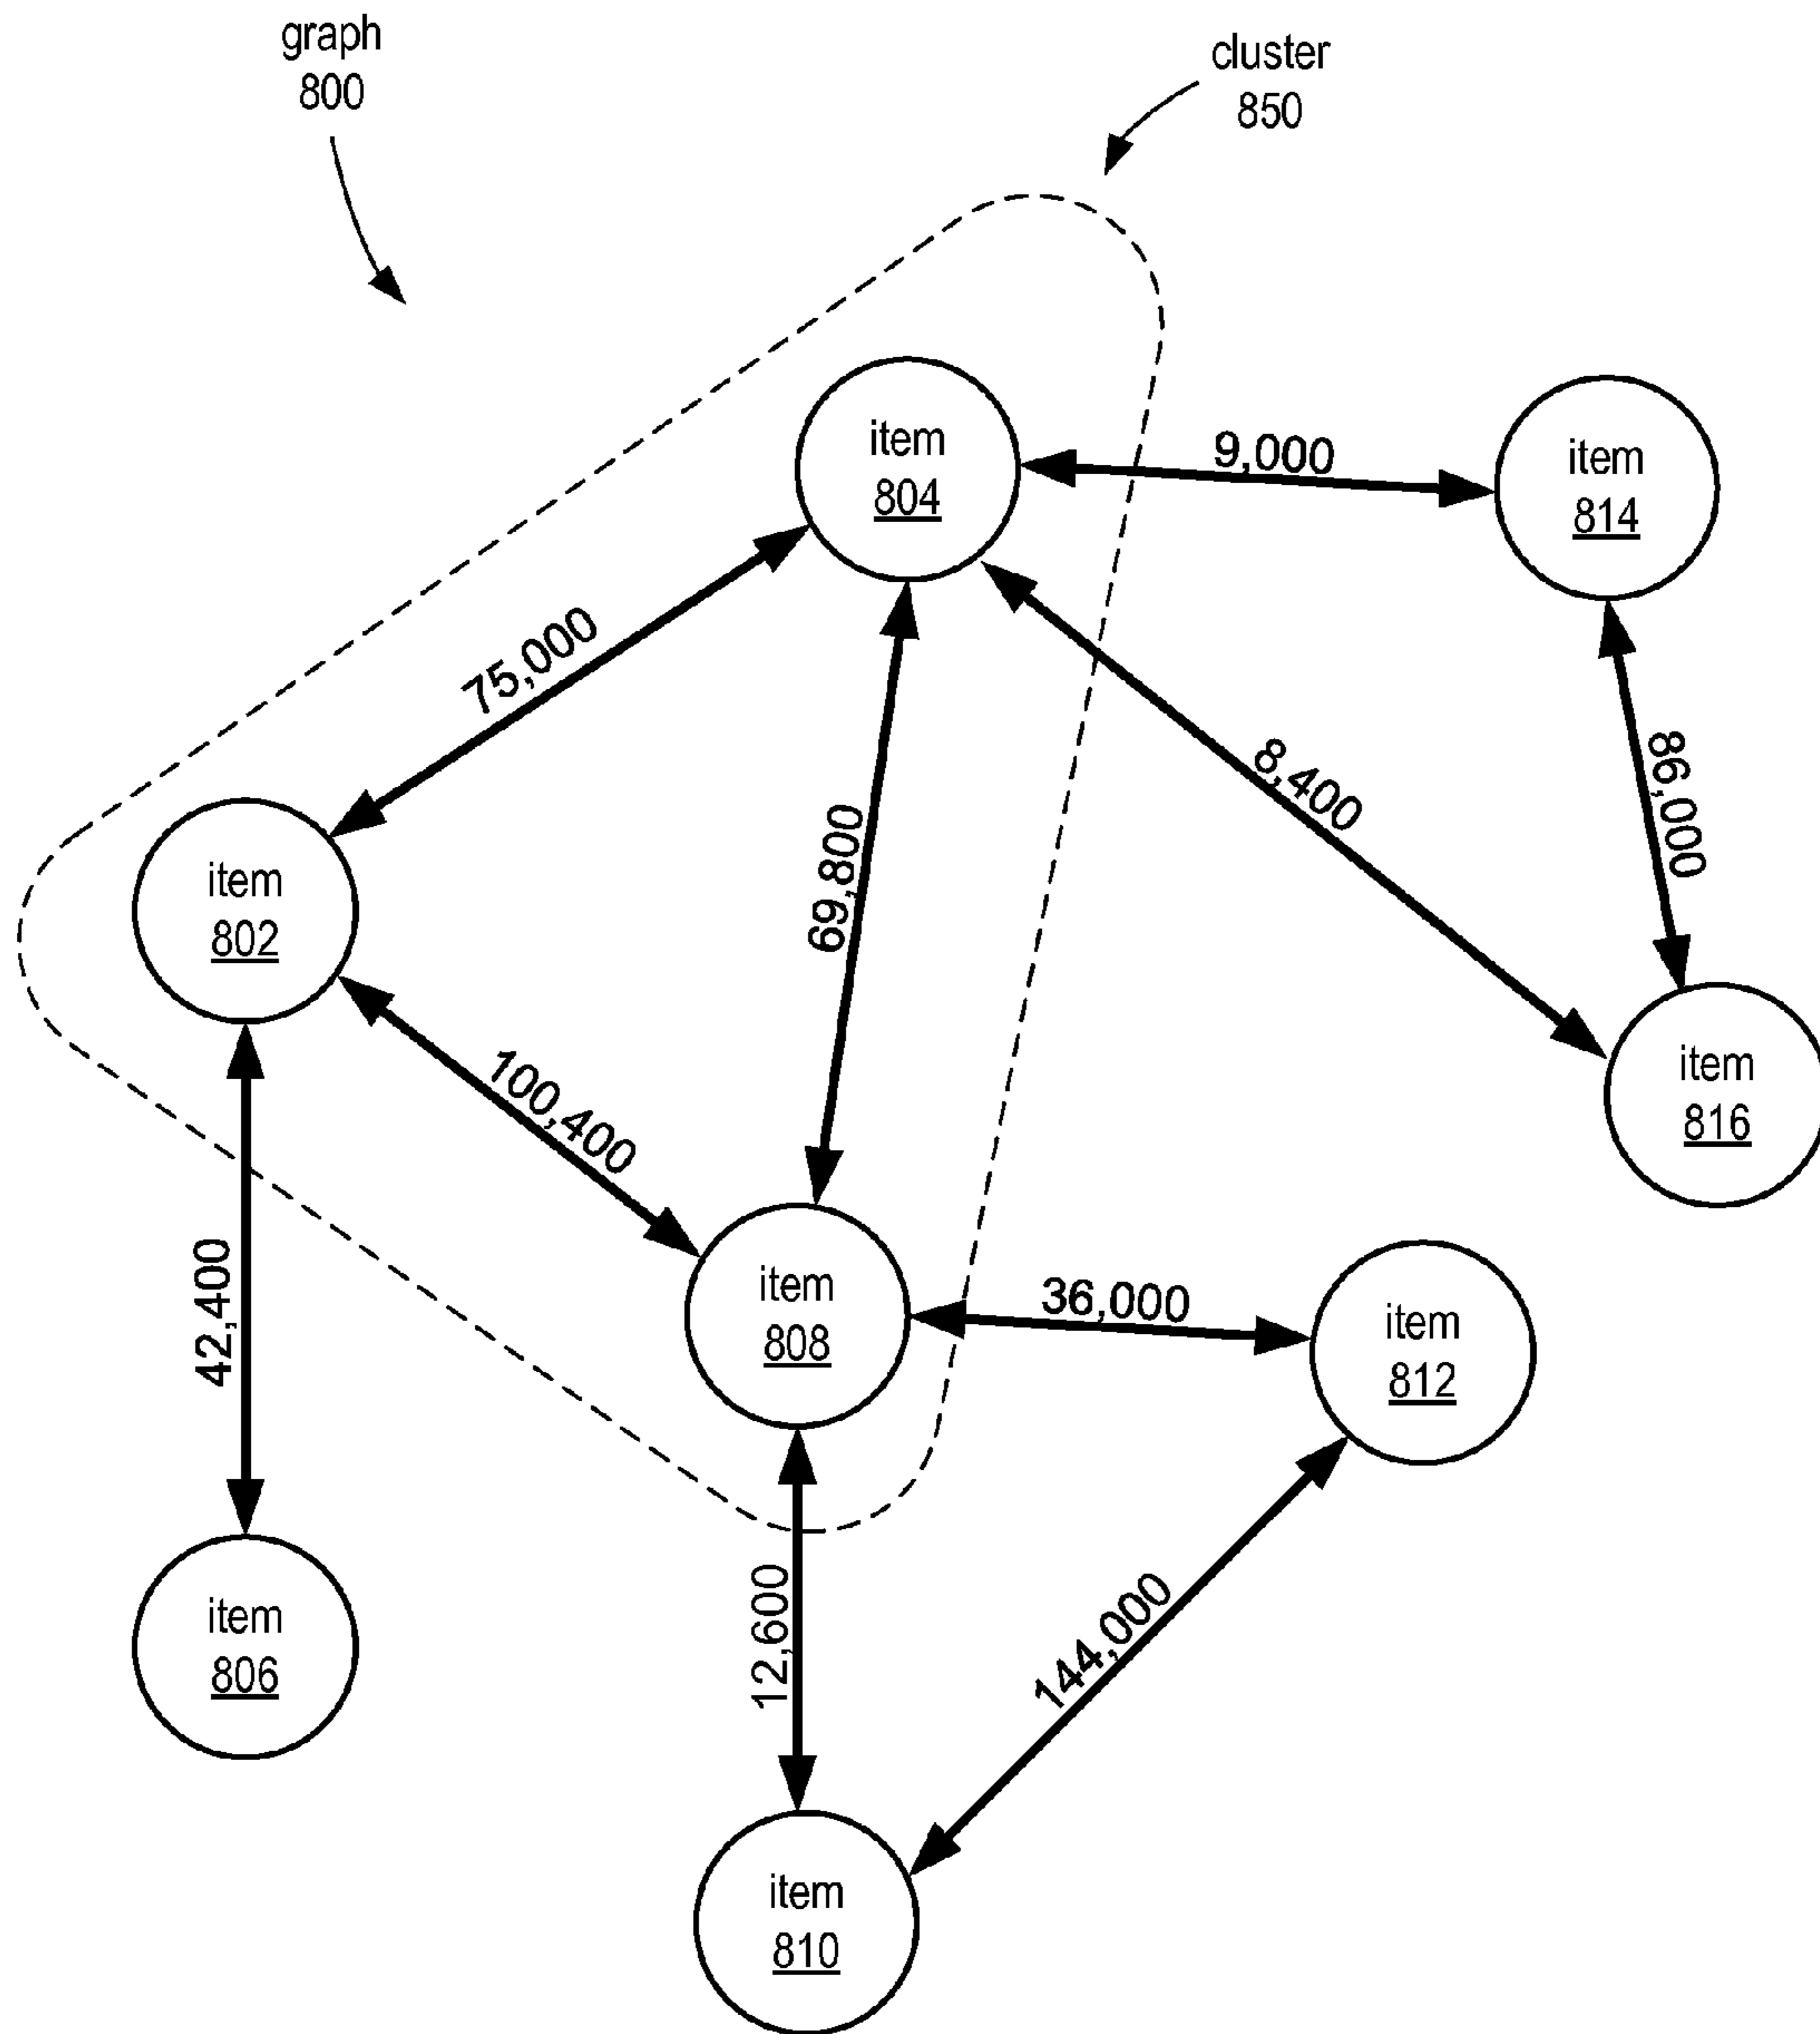 graph
800
cluster
850
item
804
9,000
item
814
75,000
69,800
8,400
86,000
item
802
100,400
item
816
42,400
item
808
36,000
item
812
12,600
144,000
item
806
item
810